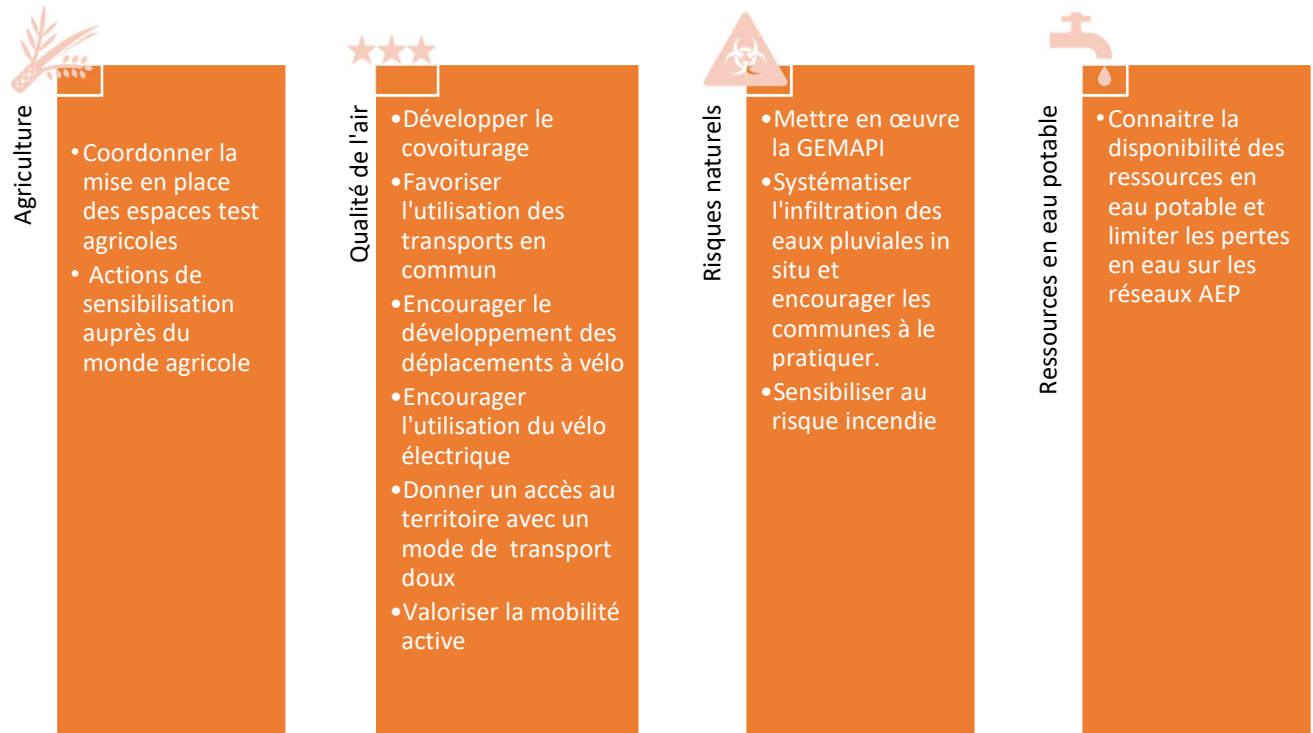 Agriculture
•Coordonner la
mise en place
des espaces test
agricoles
• Actions de
sensibilisation
auprès du
monde agricole
Qualité de l'air
•Développer le
covoiturage
•Favoriser
l'utilisation des
transports en
commun
•Encourager le
développement des
déplacements à vélo
•Encourager
l'utilisation du vélo
électrique
•Donner un accès au
territoire avec un
mode de transport
doux
•Valoriser la mobilité
active
Risques naturels
•Mettre en œuvre
la GEMAPI
•Systématiser
l'infiltration des
eaux pluviales in
situ et
encourager les
communes à le
pratiquer.
•Sensibiliser au
risque incendie
Ressources en eau potable
•Connaitre la
disponibilité des
ressources en
eau potable et
limiter les pertes
en eau sur les
réseaux AEP